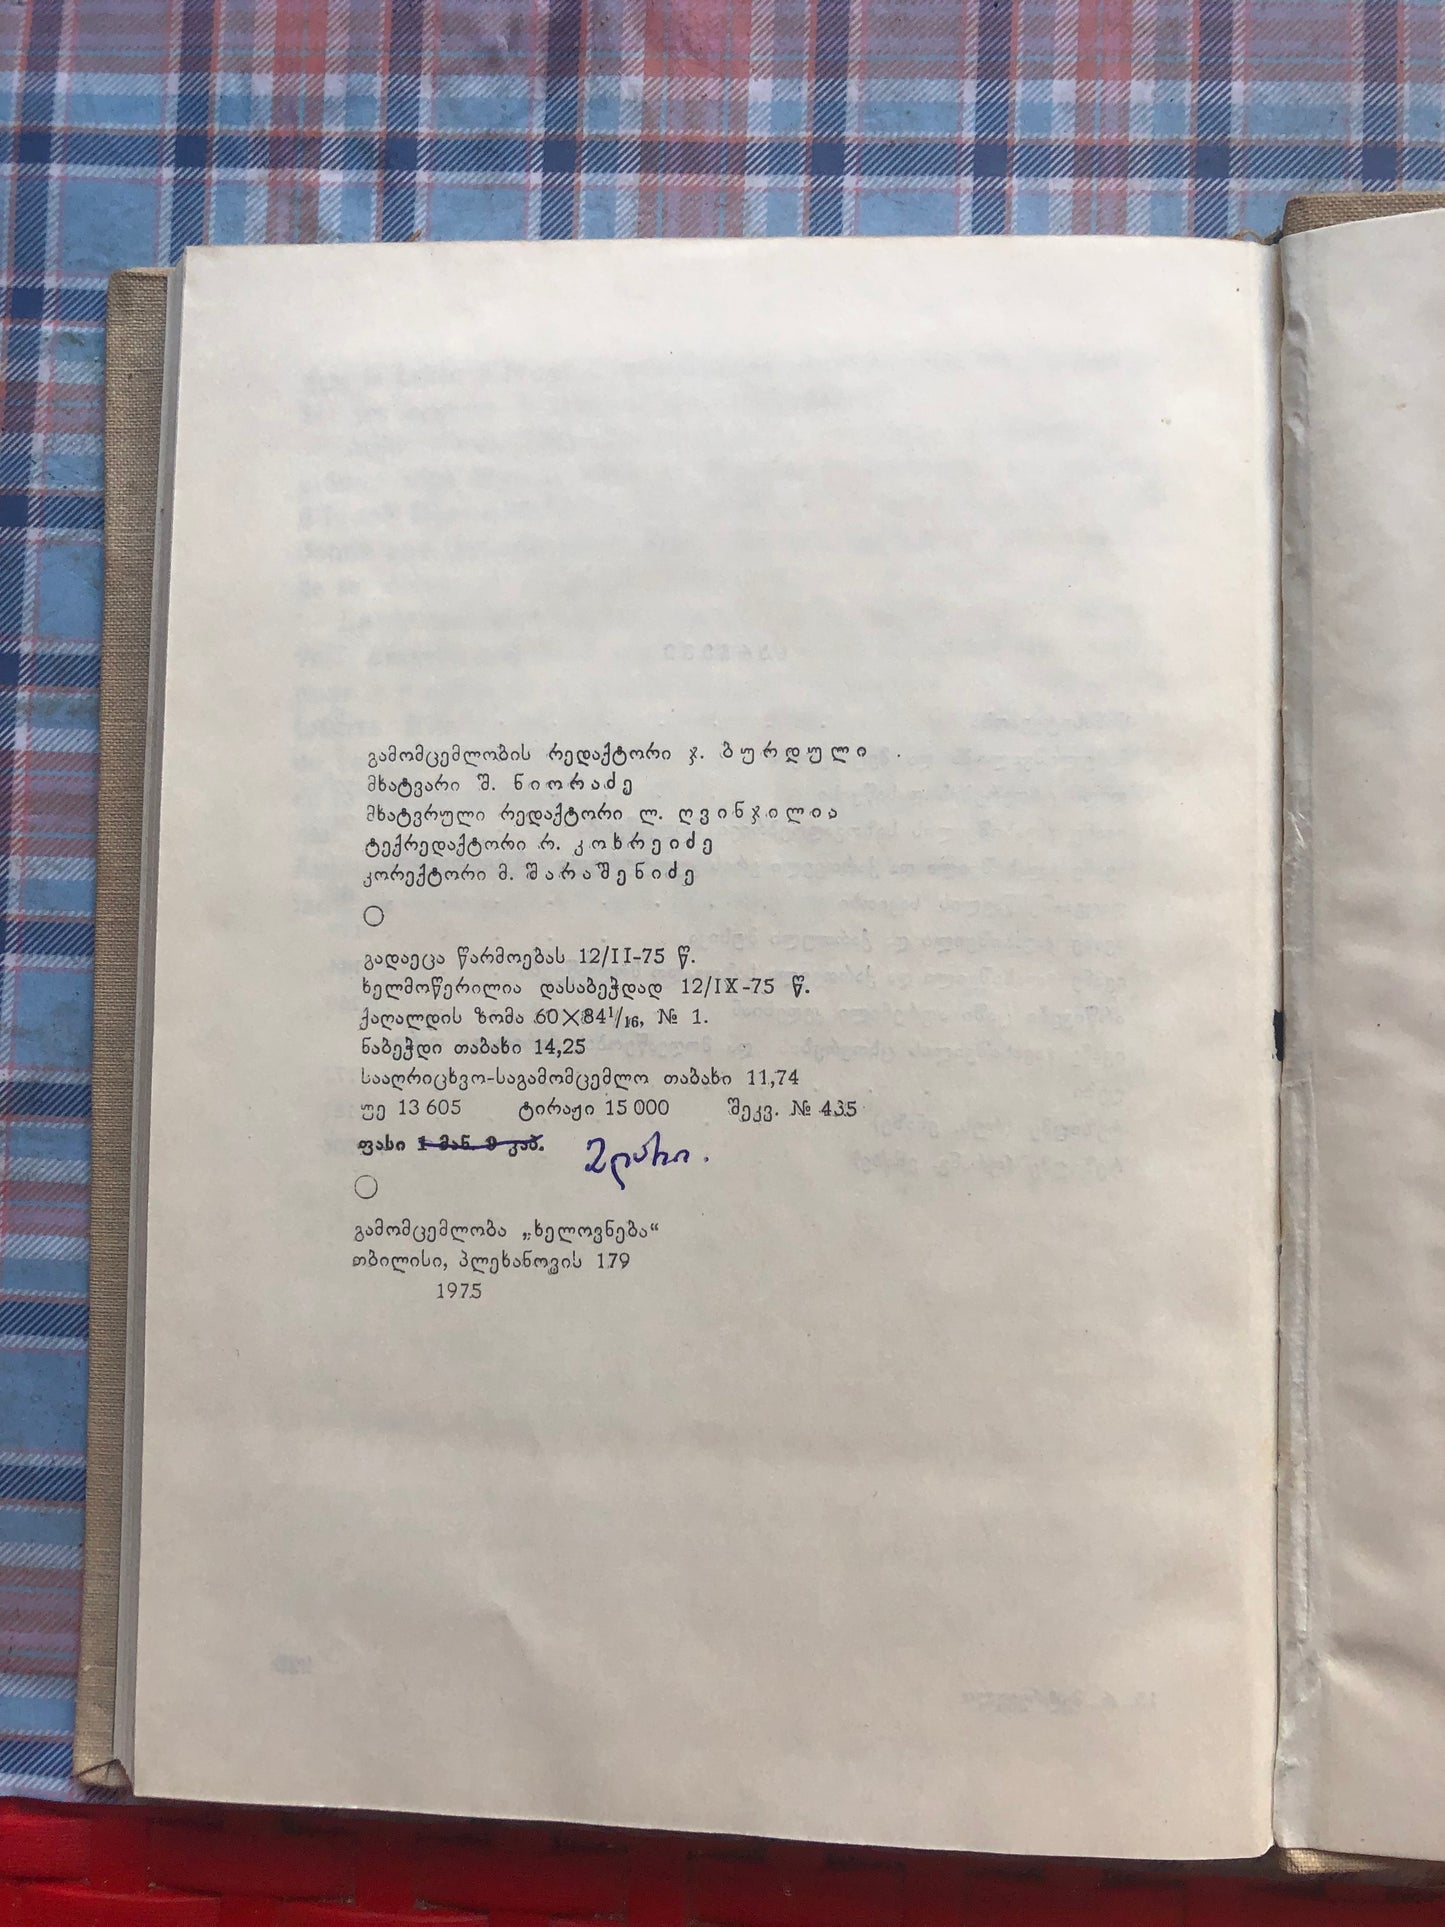 გამომცემლობის რედაქტორი ჯ. ბურდული
მხატვარი შ. ნიორაძე
მხატვრული რედაქტორი ლ. ღვინჯილია
ტექრედაქტორი რ. კოხრეიძე
კორექტორი მ. შარაშენიძე
გადაეცა წარმოებას 12/II-75 წ.
ხელმოწერილია დასაბეჭდად 12/IX-75 წ.
ქაღალდის ზომა 60×84¹/₁₆, № 1.
ნაბეჭდი თაბახი 14,25
სააღრიცხვო-საგამომცემლო თაბახი 11,74
უე 13 605 ტირაჟი 15 000 შეკვ. № 435
ფასი 1 მან. 9 კაპ.
გამომცემლობა „ხელოვნება“
თბილისი, პლეხანოვის 179
1975